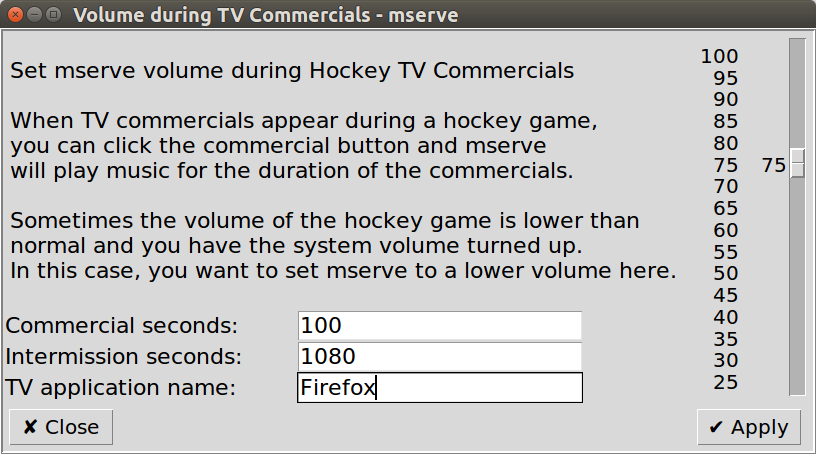 Volume during TV Commercials - mserve
Set mserve volume during Hockey TV Commercials
When TV commercials appear during a hockey game,
you can click the commercial button and mserve
will play music for the duration of the commercials.
Sometimes the volume of the hockey game is lower than
normal and you have the system volume turned up.
In this case, you want to set mserve to a lower volume here.
Commercial seconds: 100
Intermission seconds: 1080
TV application name: Firefox
100
95
90
85
80
75 75
70
65
60
55
50
45
40
35
30
25
✘ Close
✔ Apply